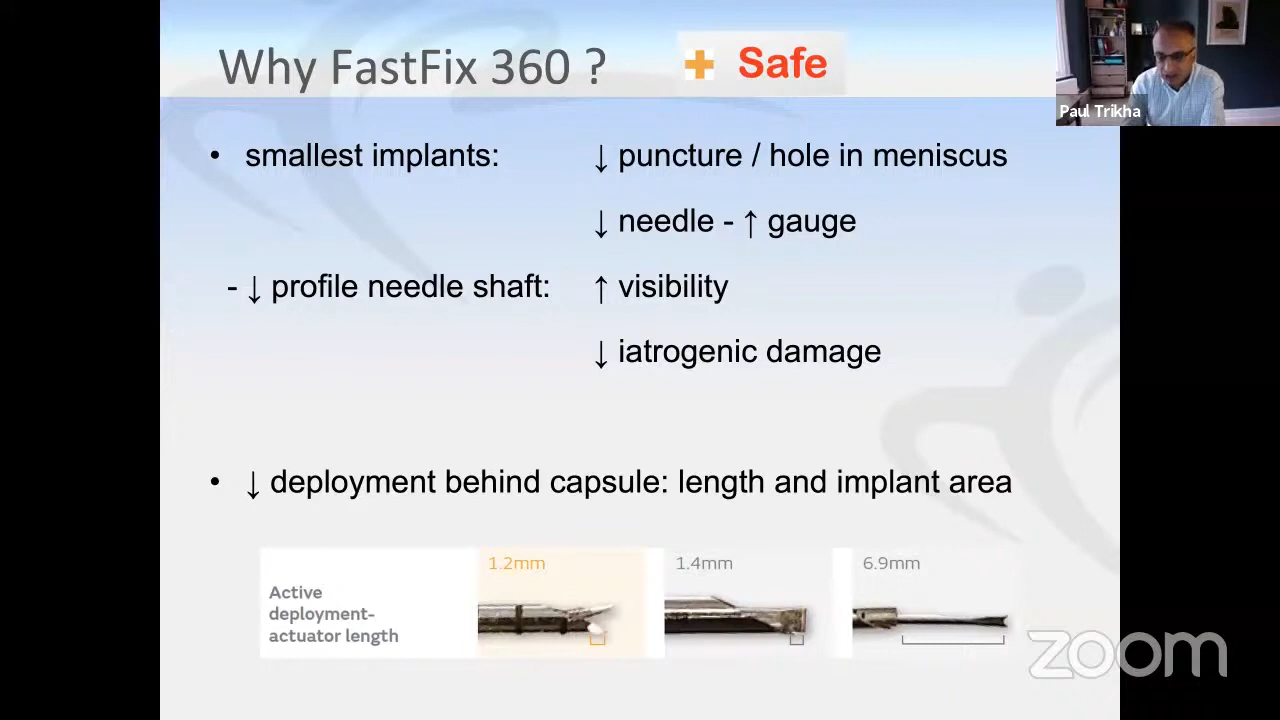 Why FastFix 360 ?
+ Safe
Paul Trikha
• smallest implants: ↓ puncture / hole in meniscus
↓ needle - ↑ gauge
- ↓ profile needle shaft: ↑ visibility
↓ iatrogenic damage
• ↓ deployment behind capsule: length and implant area
1.2mm 1.4mm 6.9mm
Active
deployment-
actuator length
zoom